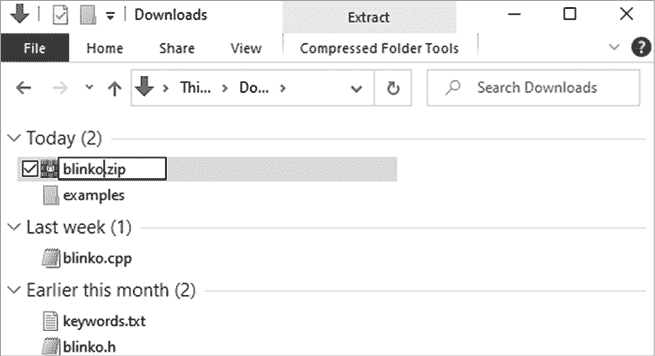 Downloads
Extract
File
Home
Share
View
Compressed Folder Tools
?
Thi...
Do...
Search Downloads
Today (2)
blinko.zip
examples
Last week (1)
blinko.cpp
Earlier this month (2)
keywords.txt
blinko.h